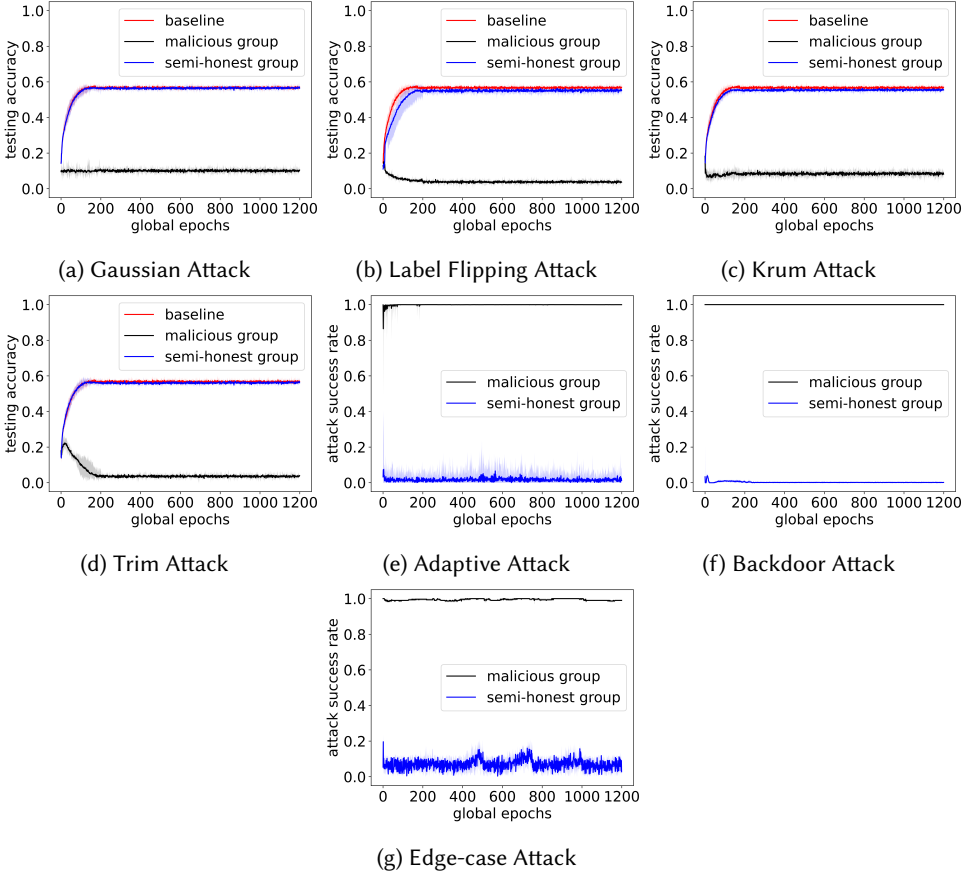 testing accuracy
1.0
0.8
0.6
0.4
0.2
0.0
baseline
malicious group
semi-honest group
0 200 400 600 800 1000 1200
global epochs
(a) Gaussian Attack
testing accuracy
1.0
0.8
0.6
0.4
0.2
0.0
baseline
malicious group
semi-honest group
0 200 400 600 800 1000 1200
global epochs
(b) Label Flipping Attack
testing accuracy
1.0
0.8
0.6
0.4
0.2
0.0
baseline
malicious group
semi-honest group
0 200 400 600 800 1000 1200
global epochs
(c) Krum Attack
testing accuracy
1.0
0.8
0.6
0.4
0.2
0.0
baseline
malicious group
semi-honest group
0 200 400 600 800 1000 1200
global epochs
(d) Trim Attack
attack success rate
1.0
0.8
0.6
0.4
0.2
0.0
malicious group
semi-honest group
0 200 400 600 800 1000 1200
global epochs
(e) Adaptive Attack
attack success rate
1.0
0.8
0.6
0.4
0.2
0.0
malicious group
semi-honest group
0 200 400 600 800 1000 1200
global epochs
(f) Backdoor Attack
attack success rate
1.0
0.8
0.6
0.4
0.2
0.0
malicious group
semi-honest group
0 200 400 600 800 1000 1200
global epochs
(g) Edge-case Attack